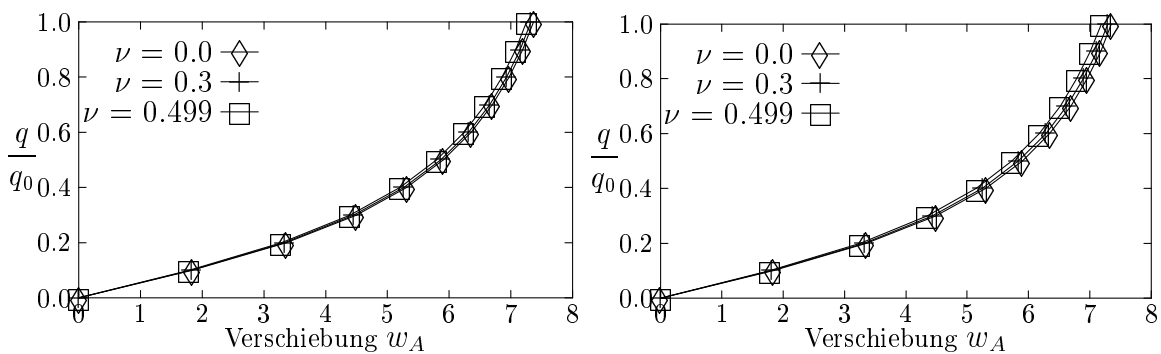 1.0
0.8
0.6
0.4
0.2
0.0
q
q₀
ν = 0.0
ν = 0.3
ν = 0.499
0 1 2 3 4 5 6 7 8
Verschiebung w_A
1.0
0.8
0.6
0.4
0.2
0.0
q
q₀
ν = 0.0
ν = 0.3
ν = 0.499
0 1 2 3 4 5 6 7 8
Verschiebung w_A